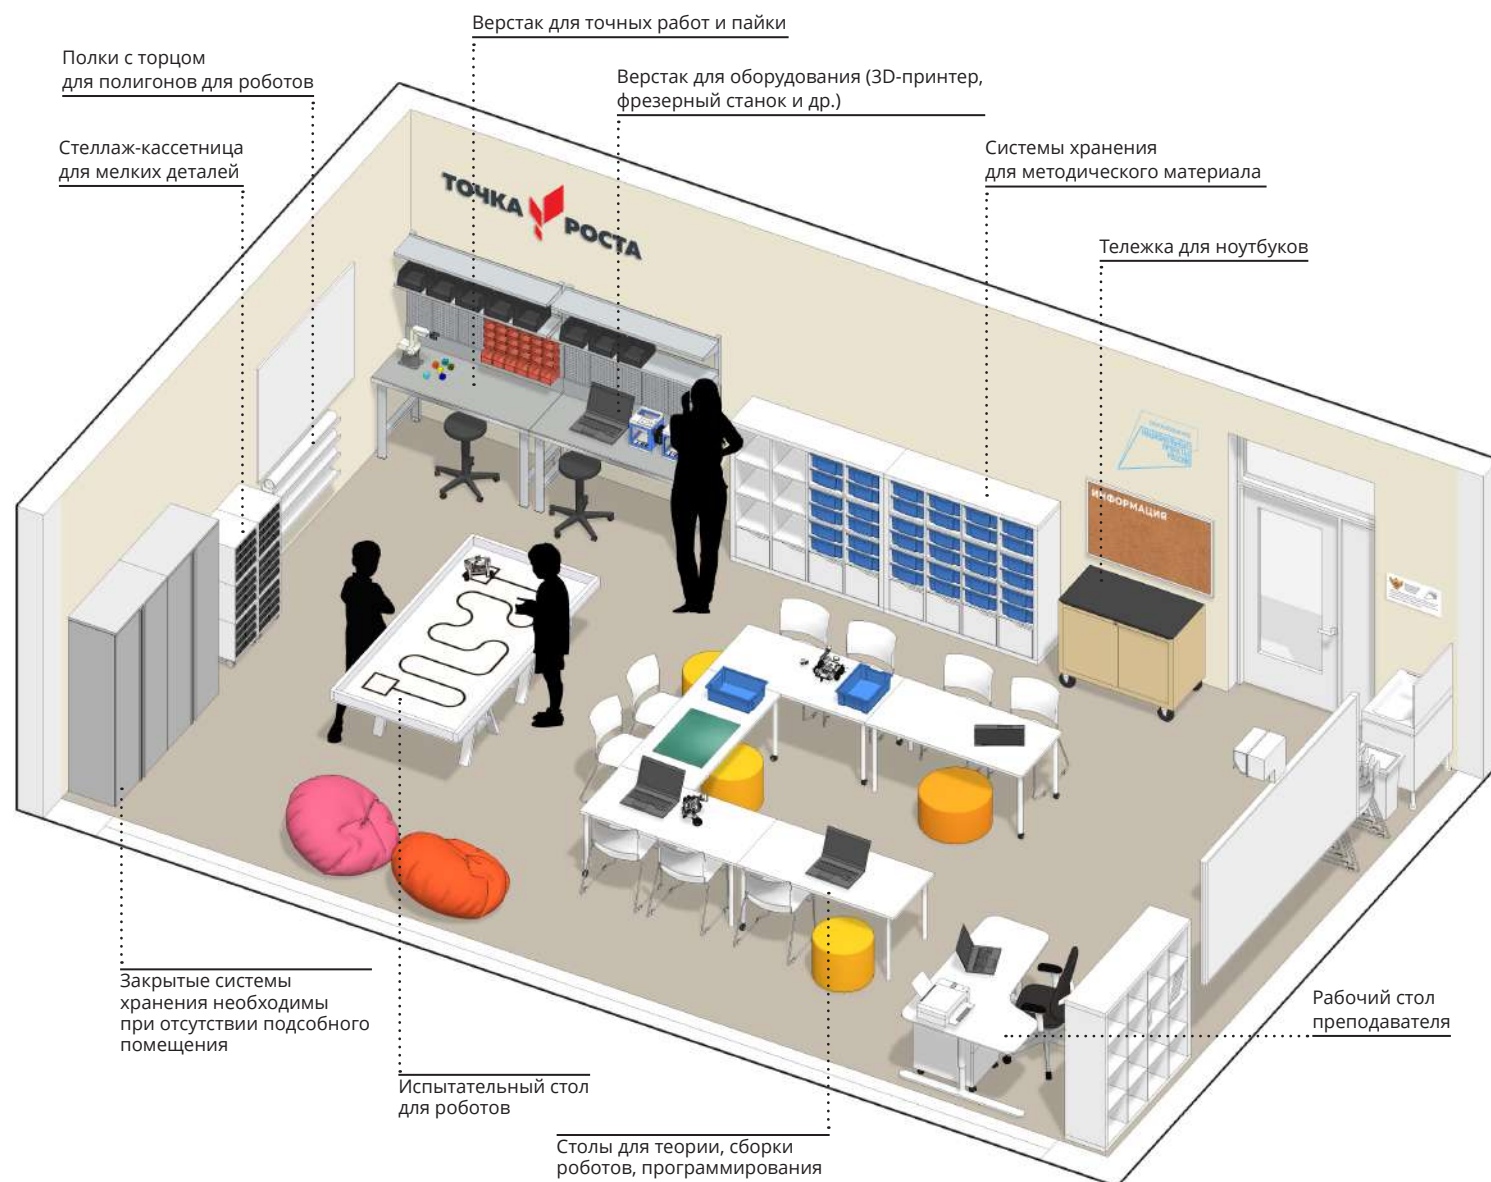 Верстак для точных работ и пайки
Полки с торцом
для полигонов для роботов
Верстак для оборудования (3D-принтер,
фрезерный станок и др.)
Стеллаж-кассетница
для мелких деталей
Системы хранения
для методического материала
Тележка для ноутбуков
ТОЧКА
РОСТА
ИНФОРМАЦИЯ
Закрытые системы
хранения необходимы
при отсутствии подсобного
помещения
Рабочий стол
преподавателя
Испытательный стол
для роботов
Столы для теории, сборки
роботов, программирования